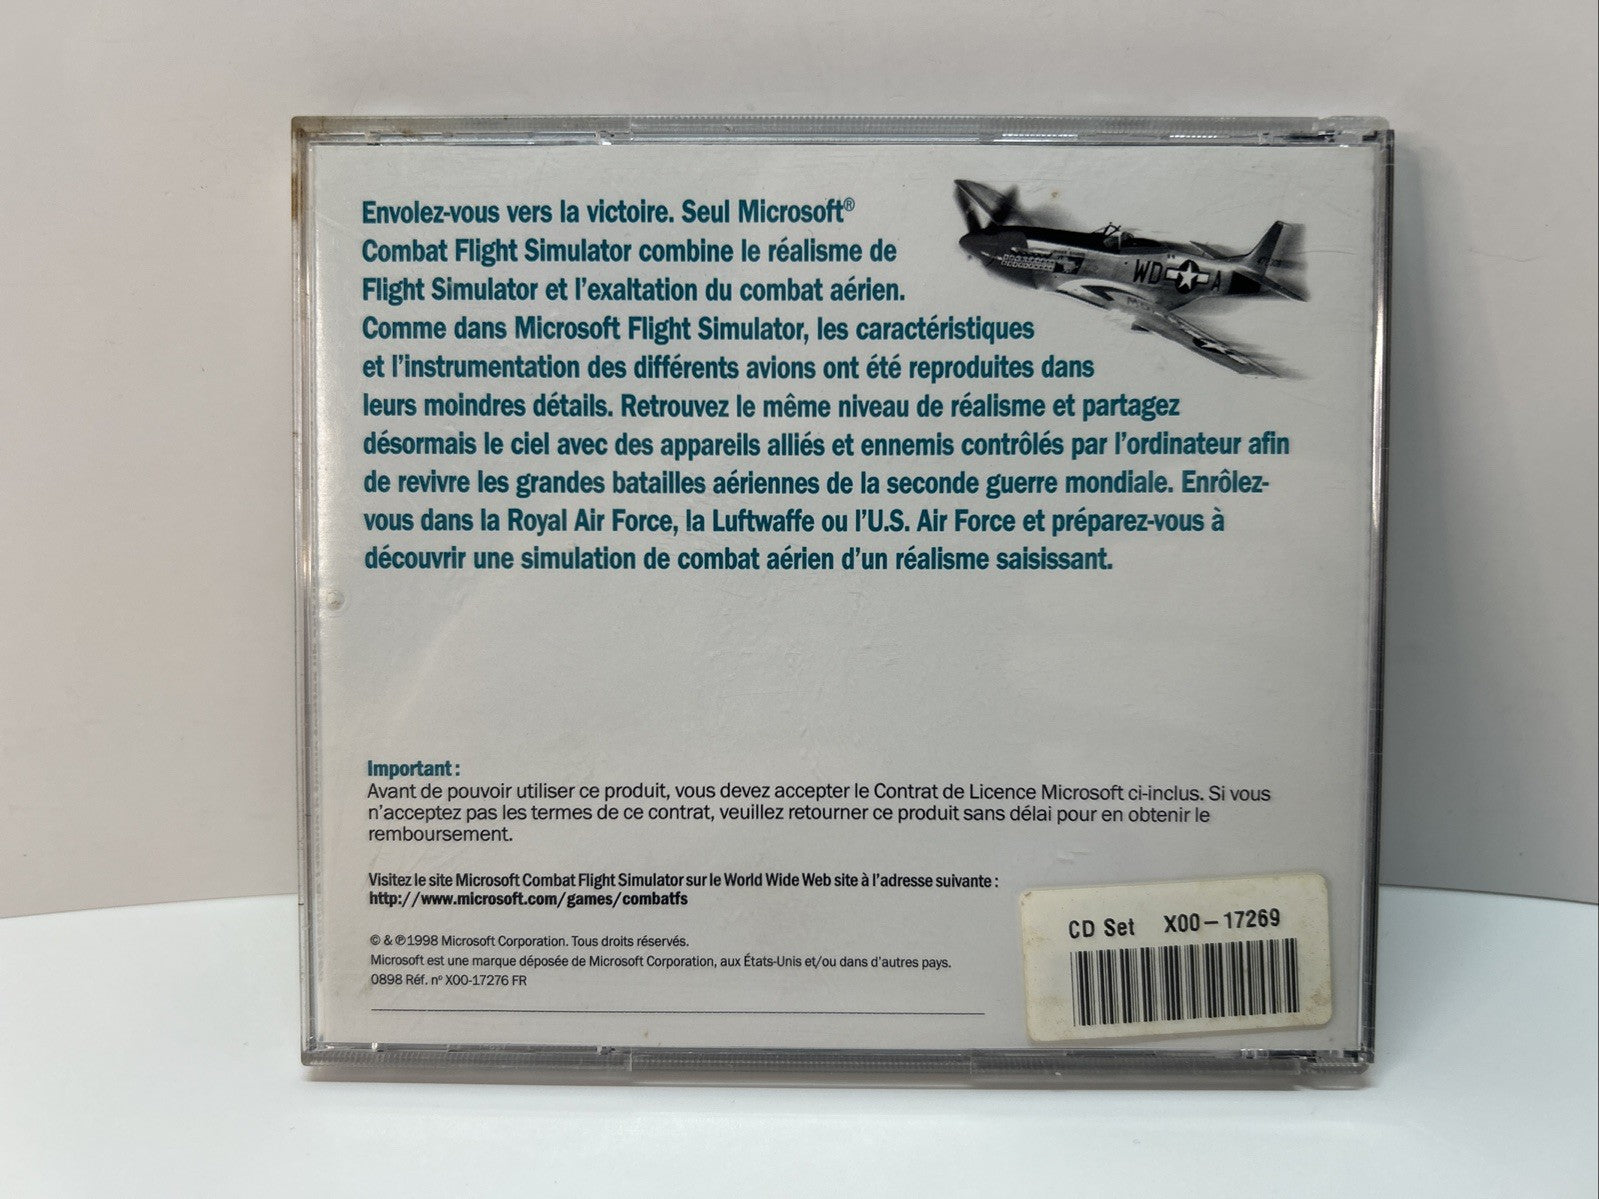 Envolez-vous vers la victoire. Seul Microsoft®
Combat Flight Simulator combine le réalisme de
Flight Simulator et l'exaltation du combat aérien.
Comme dans Microsoft Flight Simulator, les caractéristiques
et l'instrumentation des différents avions ont été reproduites dans
leurs moindres détails. Retrouvez le même niveau de réalisme et partagez
désormais le ciel avec des appareils alliés et ennemis contrôlés par l'ordinateur afin
de revivre les grandes batailles aériennes de la seconde guerre mondiale. Enrôlez-
vous dans la Royal Air Force, la Luftwaffe ou l'U.S. Air Force et préparez-vous à
découvrir une simulation de combat aérien d'un réalisme saisissant.
WD A
Important :
Avant de pouvoir utiliser ce produit, vous devez accepter le Contrat de Licence Microsoft ci-inclus. Si vous
n'acceptez pas les termes de ce contrat, veuillez retourner ce produit sans délai pour en obtenir le
remboursement.
Visitez le site Microsoft Combat Flight Simulator sur le World Wide Web site à l'adresse suivante :
http://www.microsoft.com/games/combatfs
© & ℗ 1998 Microsoft Corporation. Tous droits réservés.
Microsoft est une marque déposée de Microsoft Corporation, aux États-Unis et/ou dans d'autres pays.
0898 Réf. nº X00-17276 FR
CD Set X00-17269